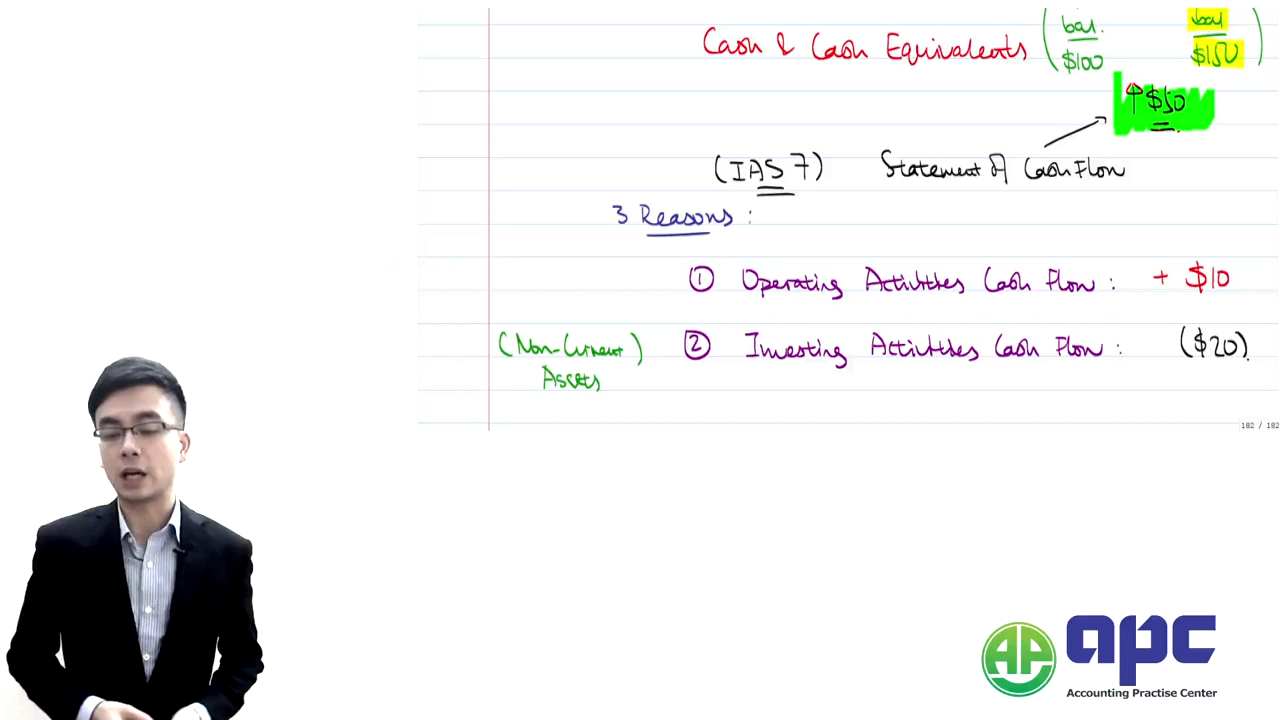 bal. bal
Cash & Cash Equivalents ( $100 $150 )
↑ $50
(IAS 7) Statement of Cash Flow
3 Reasons :
① Operating Activities Cash Flow : + $10
(Non-Current) ② Investing Activities Cash Flow : ($20).
Assets
182 / 182
AP
apc
Accounting Practise Center